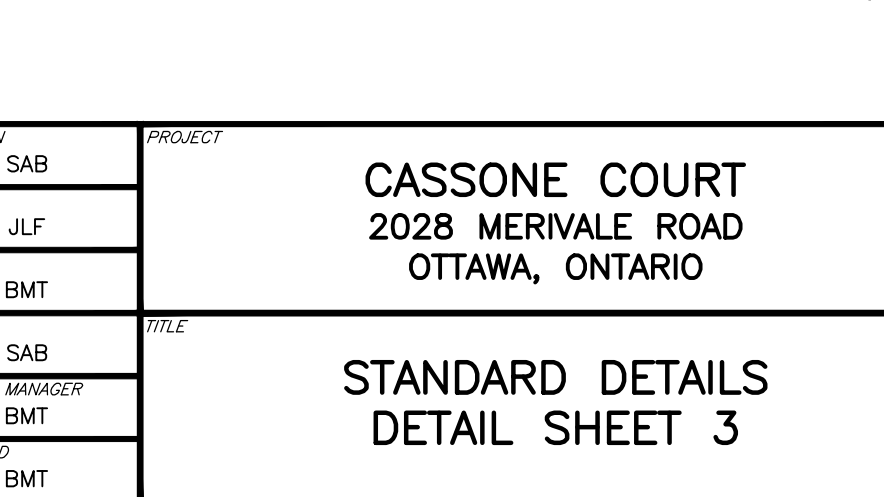 SAB
JLF
BMT
SAB
MANAGER
BMT
BMT
PROJECT
CASSONE COURT
2028 MERIVALE ROAD
OTTAWA, ONTARIO
TITLE
STANDARD DETAILS
DETAIL SHEET 3